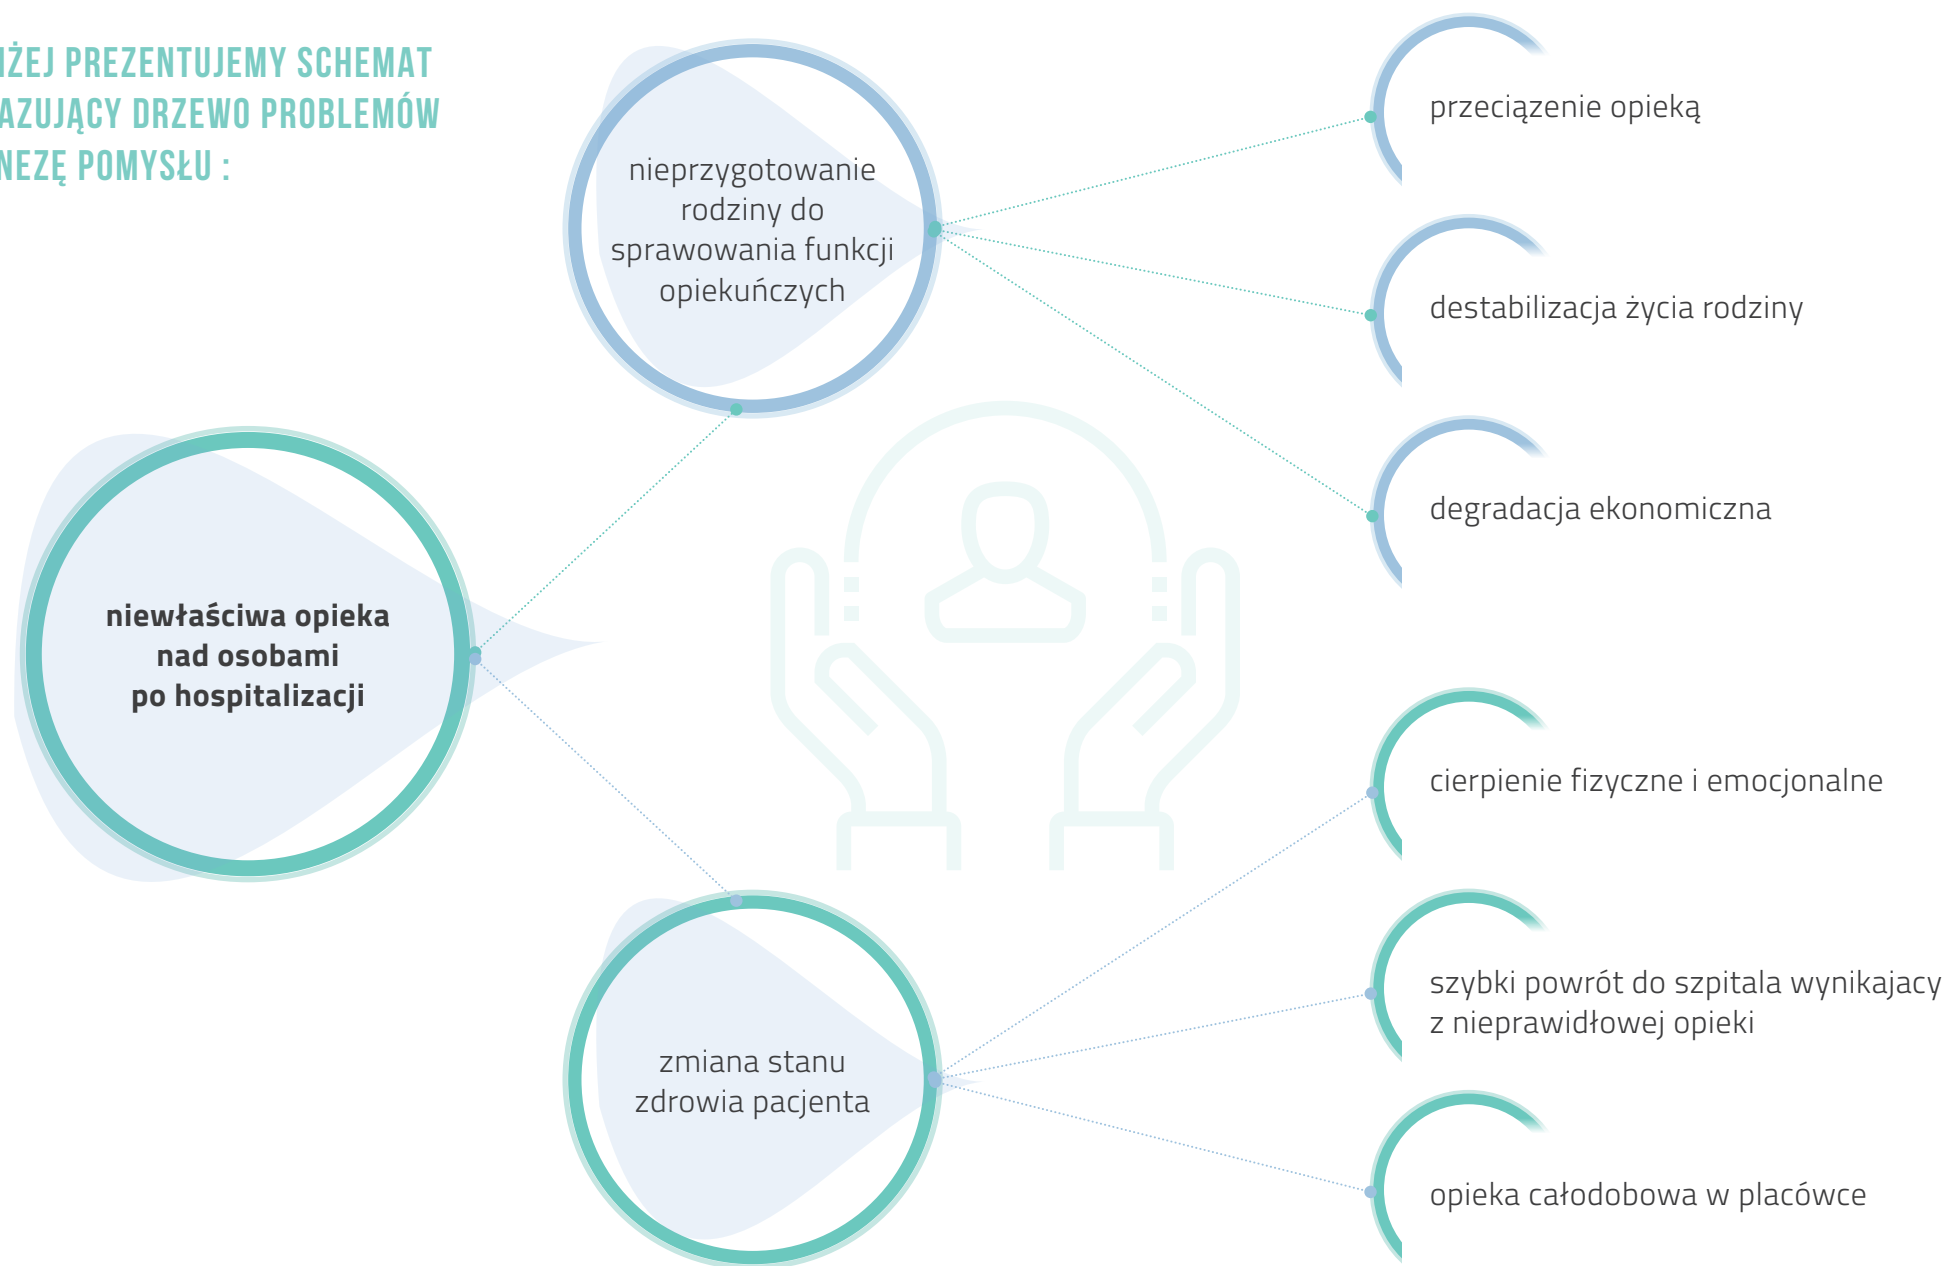 IŻEJ PREZENTUJEMY SCHEMAT
AZUJĄCY DRZEWO PROBLEMÓW
NEZĘ POMYSŁU :
niewłaściwa opieka
nad osobami
po hospitalizacji
nieprzygotowanie
rodziny do
sprawowania funkcji
opiekuńczych
przeciązenie opieką
destabilizacja życia rodziny
degradacja ekonomiczna
zmiana stanu
zdrowia pacjenta
cierpienie fizyczne i emocjonalne
szybki powrót do szpitala wynikajacy
z nieprawidłowej opieki
opieka całodobowa w placówce